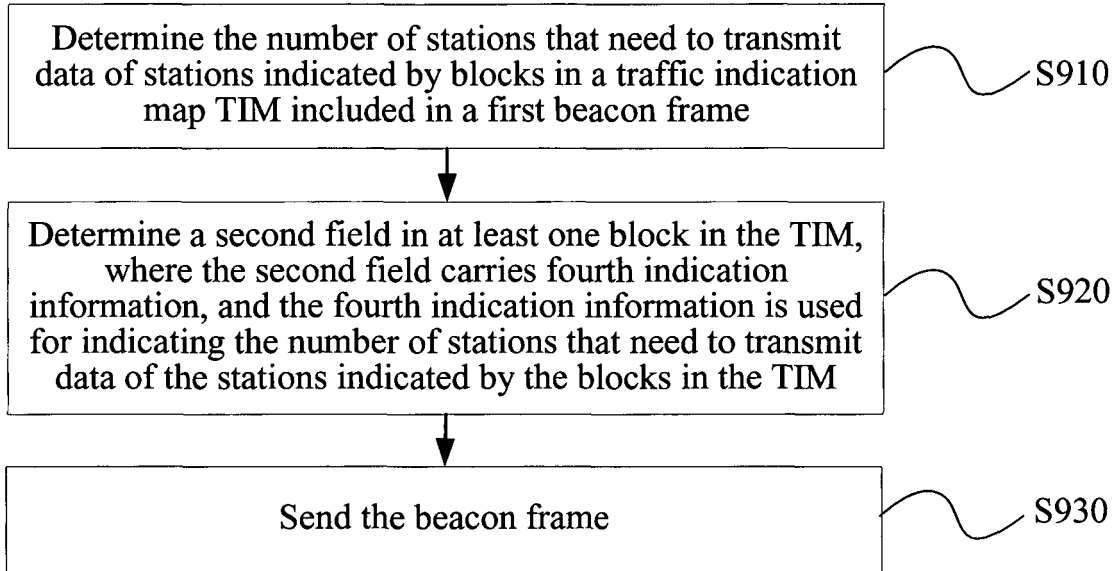 Determine the number of stations that need to transmit
data of stations indicated by blocks in a traffic indication
map TIM included in a first beacon frame
S910
Determine a second field in at least one block in the TIM,
where the second field carries fourth indication
information, and the fourth indication information is used
for indicating the number of stations that need to transmit
data of the stations indicated by the blocks in the TIM
S920
Send the beacon frame
S930